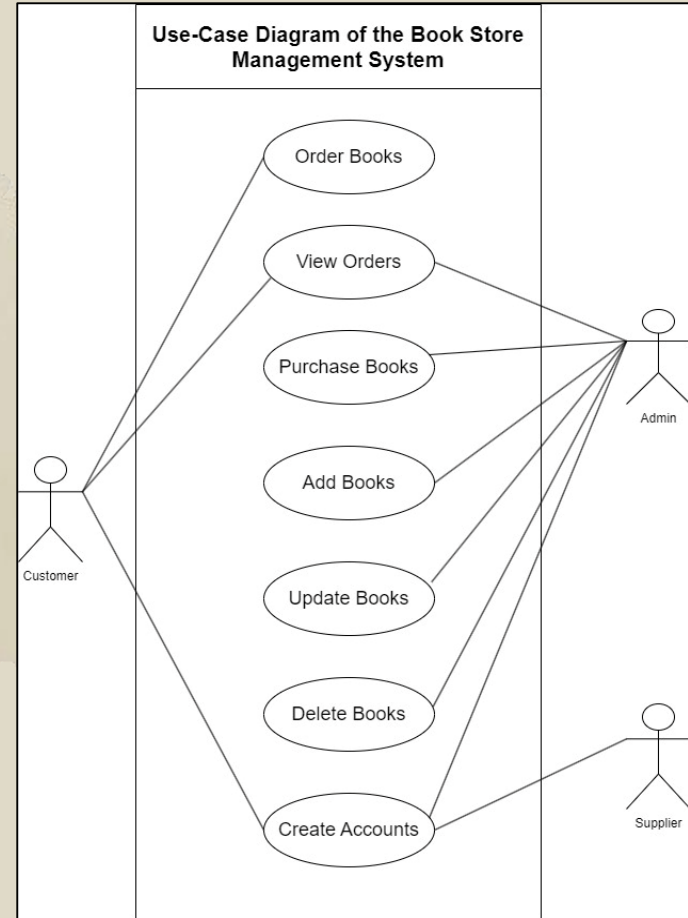 Use-Case Diagram of the Book Store
Management System
Order Books
View Orders
Purchase Books
Admin
Add Books
Customer
Update Books
Delete Books
Create Accounts
Supplier